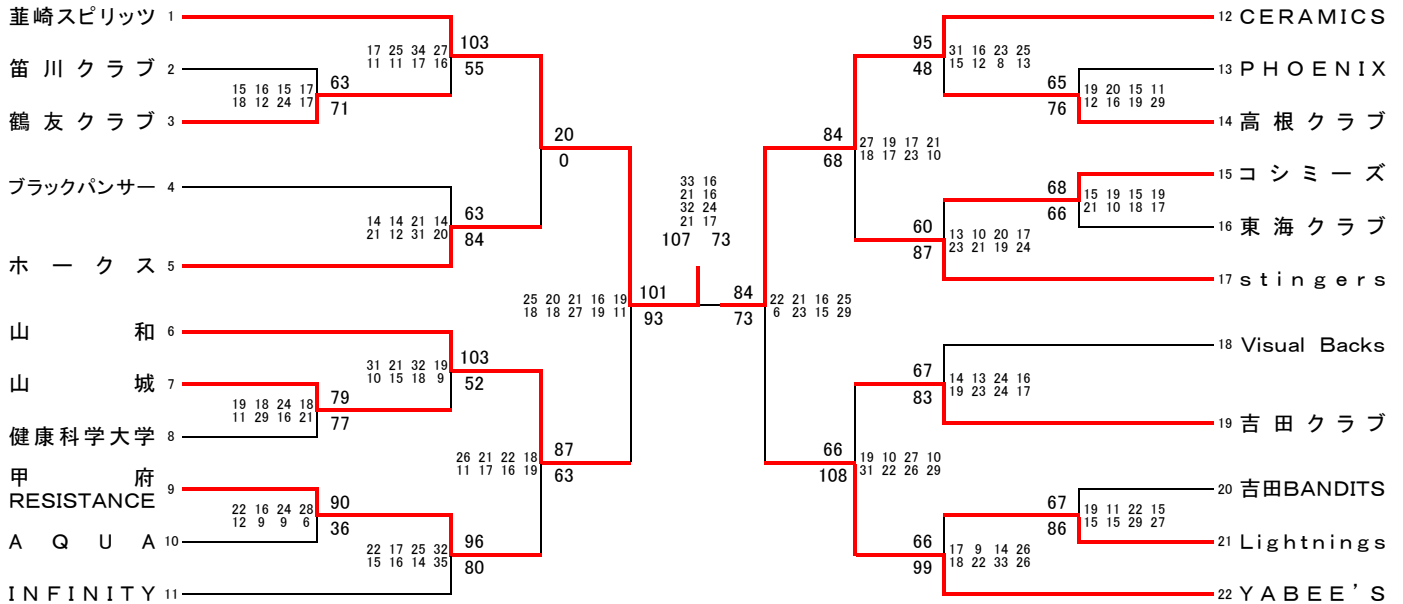 韮崎スピリッツ 1
笛川クラブ 2
鶴友クラブ 3
ブラックパンサー 4
ホークス 5
山和 6
山城 7
健康科学大学 8
甲府
RESISTANCE 9
AQUA 10
INFINITY 11
17 25 34 27
11 11 17 16
103
55
15 16 15 17
18 12 24 17
63
71
14 14 21 14
21 12 31 20
63
84
20
0
31 21 32 19
10 15 18 9
103
52
19 18 24 18
11 29 16 21
79
77
22 16 24 28
12 9 9 6
90
36
22 17 25 32
15 16 14 35
96
80
26 21 22 18
11 17 16 19
87
63
25 20 21 16 19
18 18 27 19 11
101
93
33 16
21 16
32 24
21 17
107 73
84
73
22 21 16 25
6 23 15 29
84
68
27 19 17 21
18 17 23 10
95
48
31 16 23 25
15 12 8 13
65
76
19 20 15 11
12 16 19 29
68
66
15 19 15 19
21 10 18 17
60
87
13 10 20 17
23 21 19 24
67
83
14 13 24 16
19 23 24 17
66
108
19 10 27 10
31 22 26 29
67
86
19 11 22 15
15 15 29 27
66
99
17 9 14 26
18 22 33 26
12 CERAMICS
13 PHOENIX
14 高根クラブ
15 コシミーズ
16 東海クラブ
17 stingers
18 Visual Backs
19 吉田クラブ
20 吉田BANDITS
21 Lightnings
22 YABEE'S